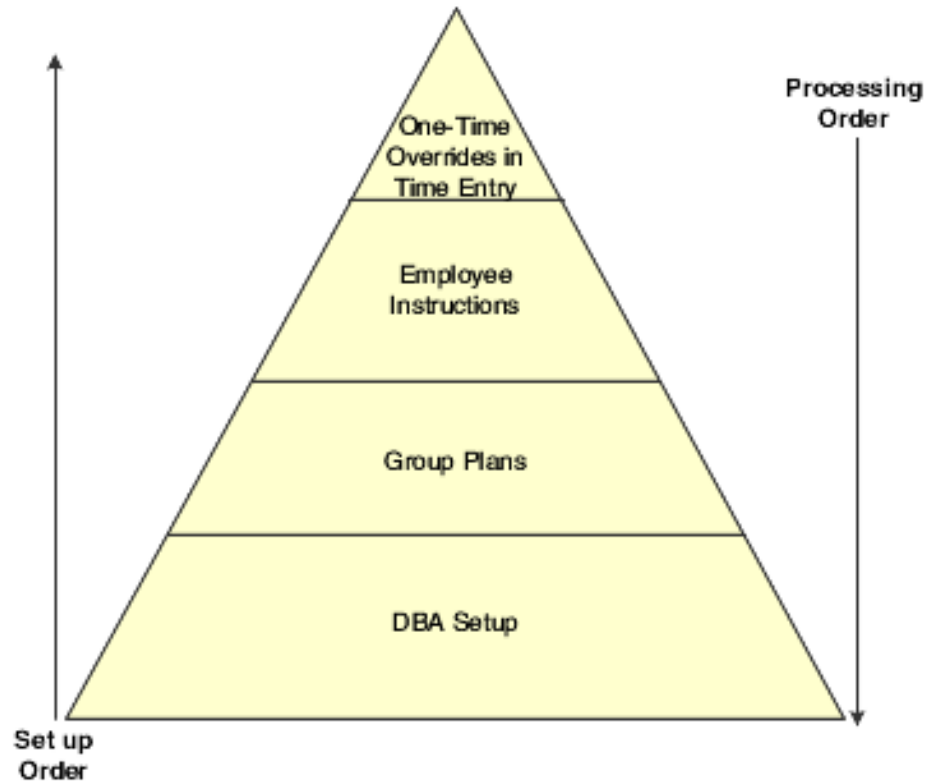 Processing
Order
One-Time
Overrides in
Time Entry
Employee
Instructions
Group Plans
DBA Setup
Set up
Order